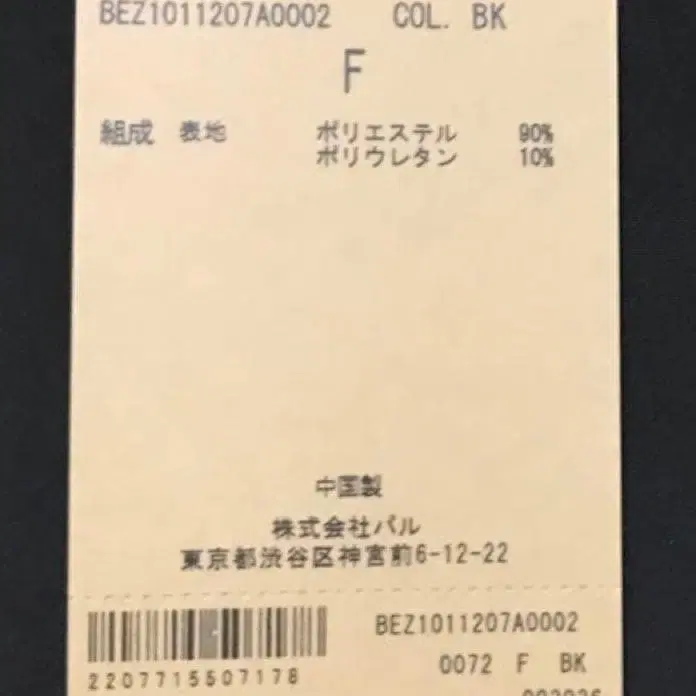 BEZ1011207A0002 COL. BK
F
組成 表地 ポリエステル 90%
ポリウレタン 10%
中国製
株式会社パル
東京都渋谷区神宮前6-12-22
BEZ1011207A0002
2207715507178 0072 F BK